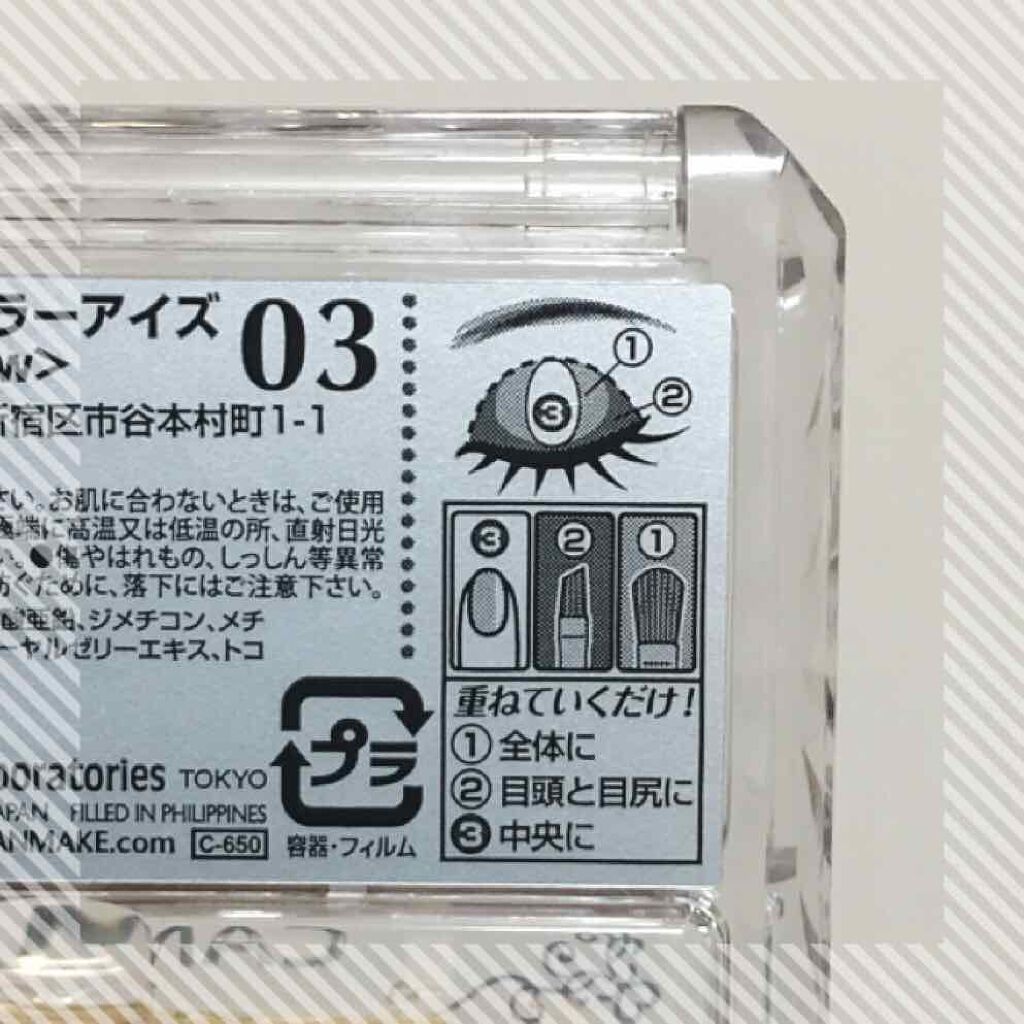 ラーアイズ 03
w>
新宿区市谷本村町1-1
さい。お肌に合わないときは、ご使用
極端に高温又は低温の所、直射日光
い。●傷やはれもの、しっしん等異常
防ぐために、落下にはご注意下さい。
酸亜鉛、ジメチコン、メチ
ーヤルゼリーエキス、トコ
boratories TOKYO
APAN FILLED IN PHILIPPINES
ANMAKE.com C-650
プラ
容器・フィルム
①
②
❸
❸ ② ①
重ねていくだけ!
① 全体に
② 目頭と目尻に
❸ 中央に